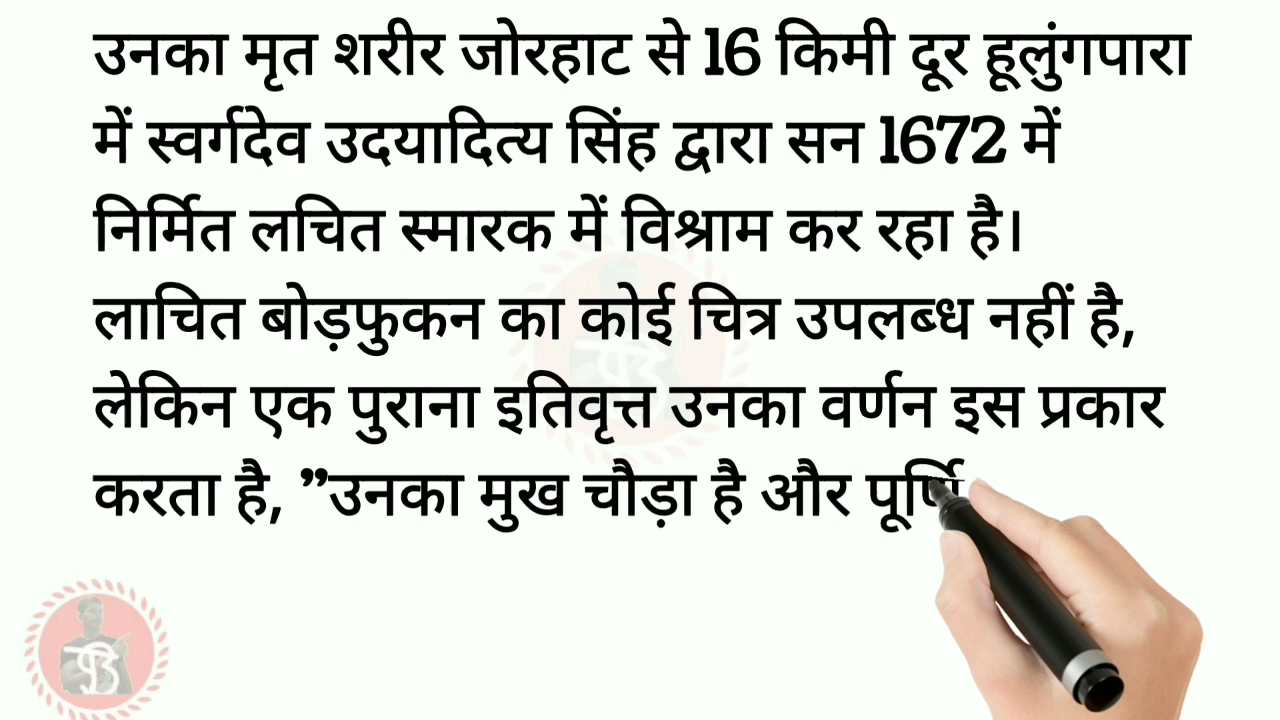 उनका मृत शरीर जोरहाट से 16 किमी दूर हूलुंगपारा
में स्वर्गदेव उदयादित्य सिंह द्वारा सन 1672 में
निर्मित लचित स्मारक में विश्राम कर रहा है।
लाचित बोड़फुकन का कोई चित्र उपलब्ध नहीं है,
लेकिन एक पुराना इतिवृत्त उनका वर्णन इस प्रकार
करता है, ”उनका मुख चौड़ा है और